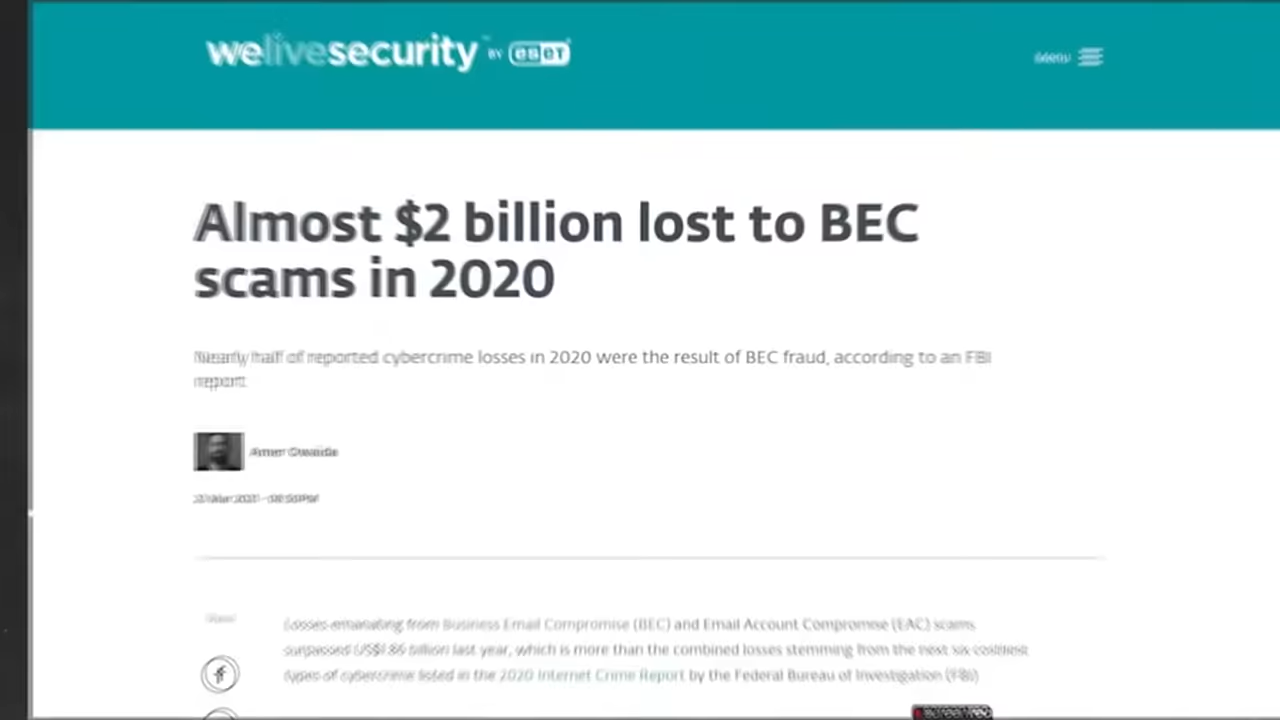 welivesecurity BY eset
Menu
Almost $2 billion lost to BEC
scams in 2020
Nearly half of reported cybercrime losses in 2020 were the result of BEC fraud, according to an FBI
report
Amer Owaida
Share
Losses emanating from Business Email Compromise (BEC) and Email Account Compromise (EAC) scams
surpassed US$1.86 billion last year, which is more than the combined losses stemming from the next six costliest
types of cybercrime listed in the 2020 Internet Crime Report by the Federal Bureau of Investigation (FBI)